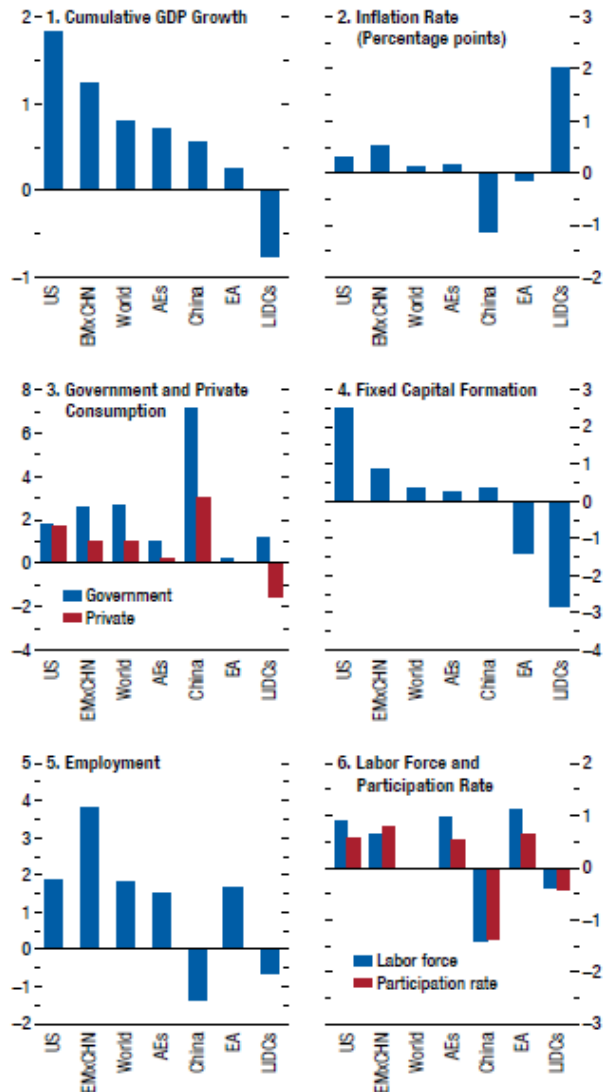 1. Cumulative GDP Growth
2
1
0
–1
US
EMxCHN
World
AEs
China
EA
LIDCs
2. Inflation Rate
(Percentage points)
3
2
1
0
–1
–2
US
EMxCHN
World
AEs
China
EA
LIDCs
3. Government and Private
Consumption
8
6
4
2
0
–2
–4
Government
Private
US
EMxCHN
World
AEs
China
EA
LIDCs
4. Fixed Capital Formation
3
2
1
0
–1
–2
–3
–4
US
EMxCHN
World
AEs
China
EA
LIDCs
5. Employment
5
4
3
2
1
0
–1
–2
US
EMxCHN
World
AEs
China
EA
LIDCs
6. Labor Force and
Participation Rate
2
1
0
–1
–2
–3
Labor force
Participation rate
US
EMxCHN
World
AEs
China
EA
LIDCs